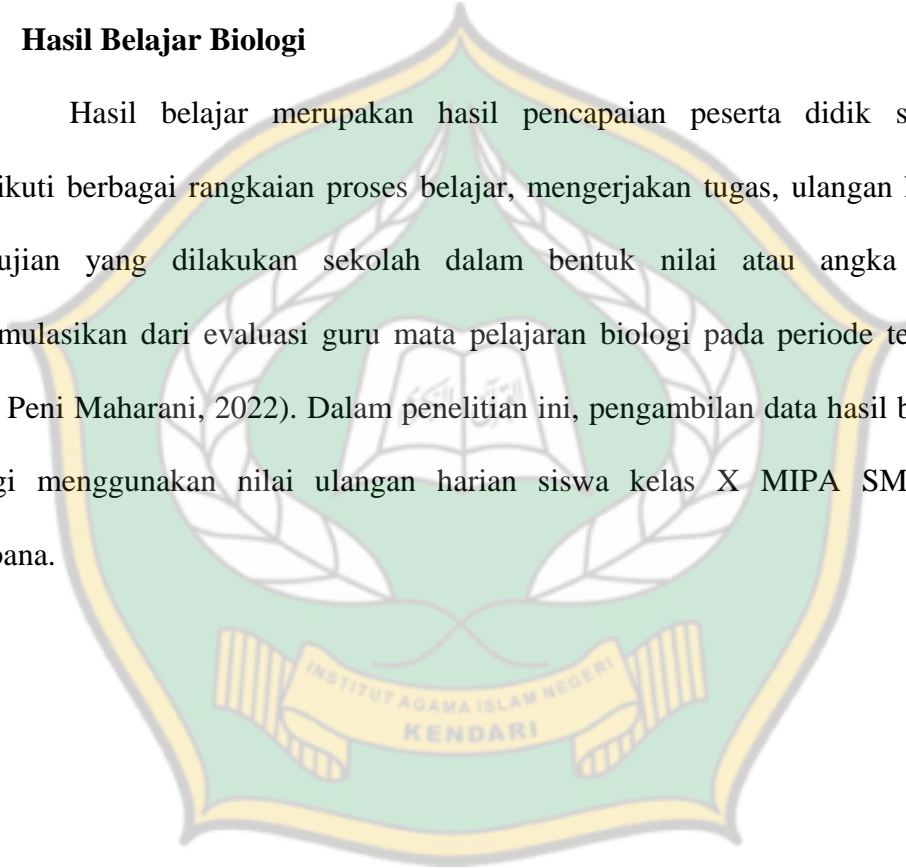 Hasil Belajar Biologi
Hasil belajar merupakan hasil pencapaian peserta didik s
ikuti berbagai rangkaian proses belajar, mengerjakan tugas, ulangan
ujian yang dilakukan sekolah dalam bentuk nilai atau angka
mulasikan dari evaluasi guru mata pelajaran biologi pada periode te
Peni Maharani, 2022). Dalam penelitian ini, pengambilan data hasil b
gi menggunakan nilai ulangan harian siswa kelas X MIPA SM
pana.
INSTITUT AGAMA ISLAM NEGERI
KENDARI